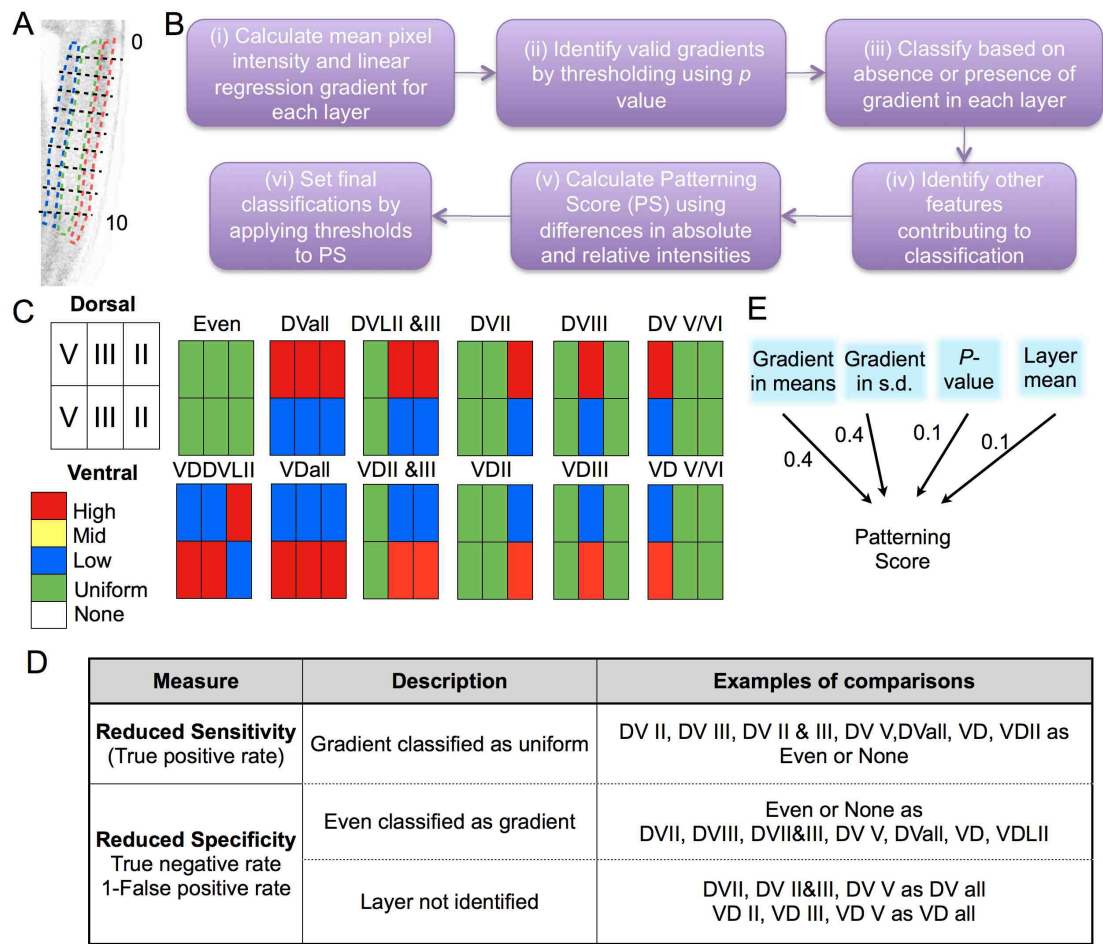 A
0
10
B
(i) Calculate mean pixel
intensity and linear
regression gradient for
each layer
(ii) Identify valid gradients
by thresholding using p
value
(iii) Classify based on
absence or presence of
gradient in each layer
(vi) Set final
classifications by
applying thresholds
to PS
(v) Calculate Patterning
Score (PS) using
differences in absolute
and relative intensities
(iv) Identify other
features
contributing to
classification
C
Dorsal
V III II
V III II
Ventral
High
Mid
Low
Uniform
None
Even DVall DVLII &III DVII DVIII DV V/VI
VDDVLII VDall VDII &III VDII VDIII VD V/VI
E
Gradient
in means
Gradient
in s.d.
P-
value
Layer
mean
0.4
0.4
0.1
0.1
Patterning
Score
D
Measure Description Examples of comparisons
Reduced Sensitivity
(True positive rate)
Gradient classified as uniform
DV II, DV III, DV II & III, DV V,DVall, VD, VDII as
Even or None
Reduced Specificity
True negative rate
1-False positive rate
Even classified as gradient
Even or None as
DVII, DVIII, DVII&III, DV V, DVall, VD, VDLII
Layer not identified
DVII, DV II&III, DV V as DV all
VD II, VD III, VD V as VD all